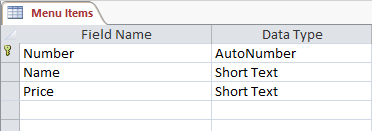 Menu Items
Field Name Data Type
Number AutoNumber
Name Short Text
Price Short Text